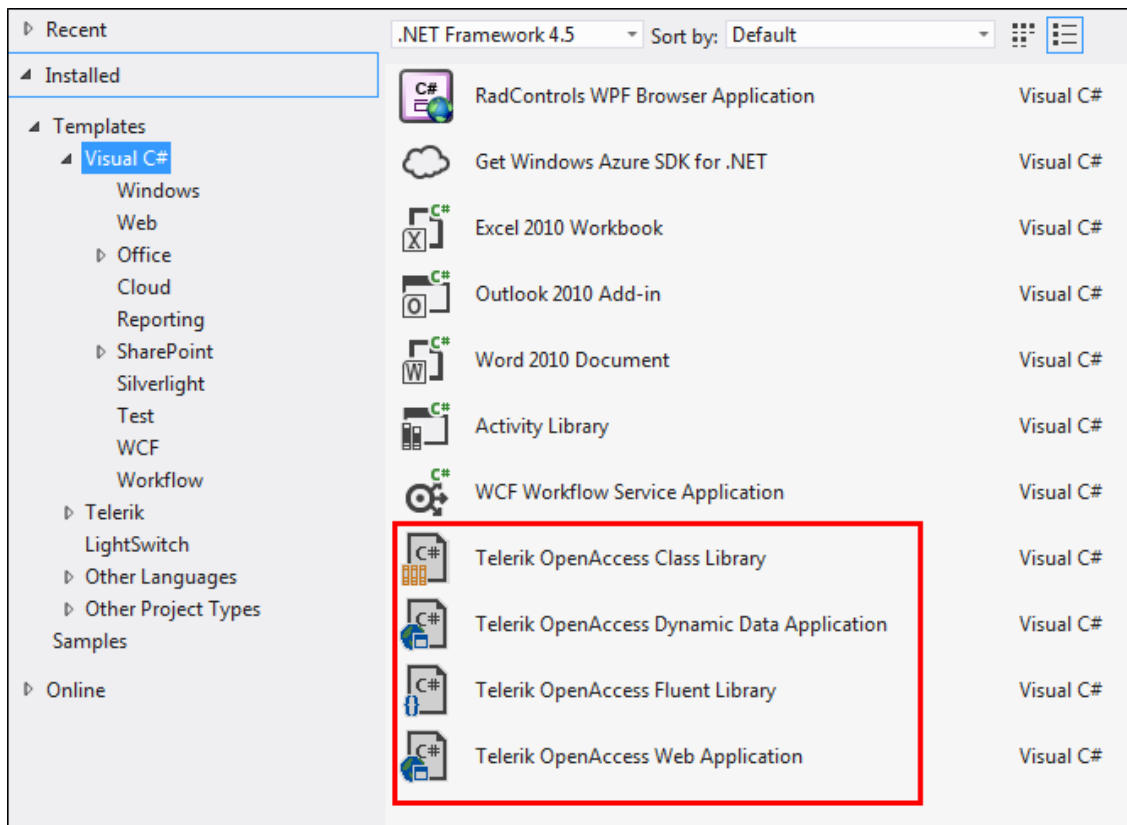 Recent
Installed
Templates
Visual C#
Windows
Web
Office
Cloud
Reporting
SharePoint
Silverlight
Test
WCF
Workflow
Telerik
LightSwitch
Other Languages
Other Project Types
Samples
Online
.NET Framework 4.5 Sort by: Default
C# RadControls WPF Browser Application Visual C#
Get Windows Azure SDK for .NET Visual C#
C# X Excel 2010 Workbook Visual C#
C# O Outlook 2010 Add-in Visual C#
C# W Word 2010 Document Visual C#
C# Activity Library Visual C#
C# WCF Workflow Service Application Visual C#
C# Telerik OpenAccess Class Library Visual C#
C# Telerik OpenAccess Dynamic Data Application Visual C#
C# {} Telerik OpenAccess Fluent Library Visual C#
C# Telerik OpenAccess Web Application Visual C#